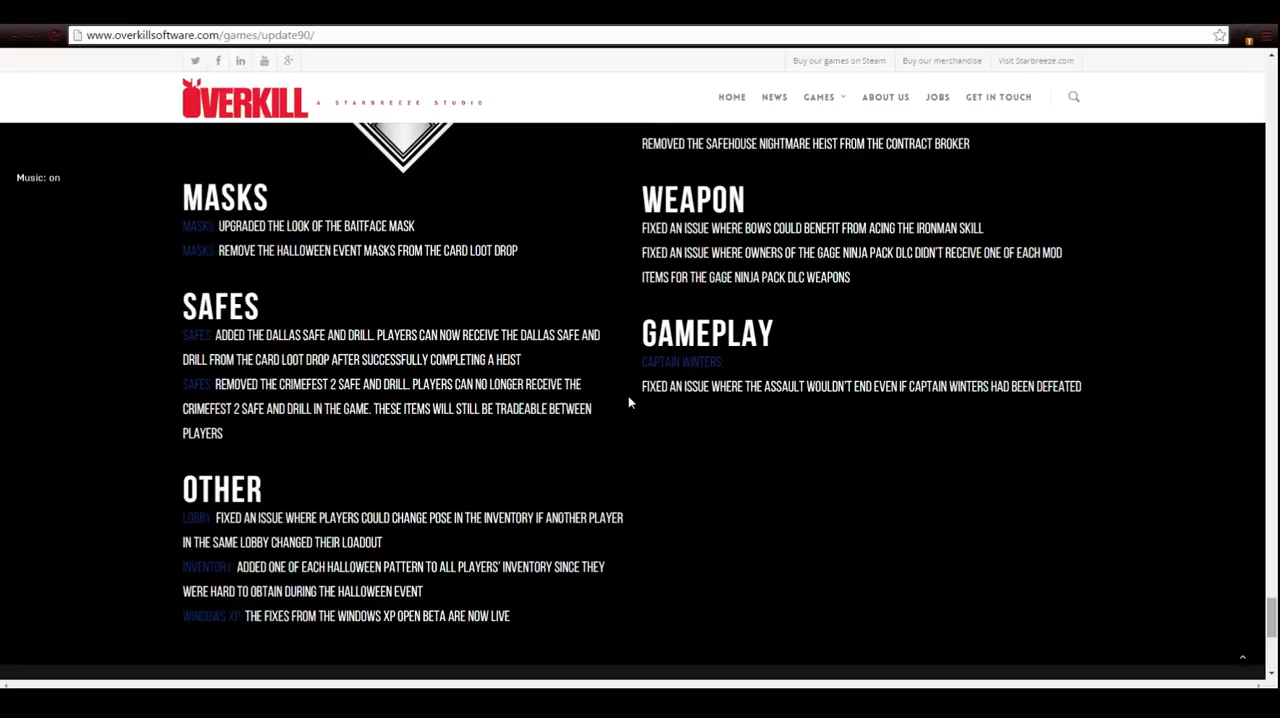 www.overkillsoftware.com/games/update90/
Buy our games on Steam
Buy our merchandise
Visit Starbreeze.com
OVERKILL A STARBREEZE STUDIO
HOME NEWS GAMES ABOUT US JOBS GET IN TOUCH
Music: on
MASKS
MASKS: UPGRADED THE LOOK OF THE BAITFACE MASK
MASKS: REMOVE THE HALLOWEEN EVENT MASKS FROM THE CARD LOOT DROP
SAFES
SAFES: ADDED THE DALLAS SAFE AND DRILL. PLAYERS CAN NOW RECEIVE THE DALLAS SAFE AND
DRILL FROM THE CARD LOOT DROP AFTER SUCCESSFULLY COMPLETING A HEIST
SAFES: REMOVED THE CRIMEFEST 2 SAFE AND DRILL. PLAYERS CAN NO LONGER RECEIVE THE
CRIMEFEST 2 SAFE AND DRILL IN THE GAME. THESE ITEMS WILL STILL BE TRADEABLE BETWEEN
PLAYERS
OTHER
LOBBY: FIXED AN ISSUE WHERE PLAYERS COULD CHANGE POSE IN THE INVENTORY IF ANOTHER PLAYER
IN THE SAME LOBBY CHANGED THEIR LOADOUT
INVENTORY: ADDED ONE OF EACH HALLOWEEN PATTERN TO ALL PLAYERS' INVENTORY SINCE THEY
WERE HARD TO OBTAIN DURING THE HALLOWEEN EVENT
WINDOWS XP: THE FIXES FROM THE WINDOWS XP OPEN BETA ARE NOW LIVE
REMOVED THE SAFEHOUSE NIGHTMARE HEIST FROM THE CONTRACT BROKER
WEAPON
FIXED AN ISSUE WHERE BOWS COULD BENEFIT FROM ACING THE IRONMAN SKILL
FIXED AN ISSUE WHERE OWNERS OF THE GAGE NINJA PACK DLC DIDN'T RECEIVE ONE OF EACH MOD
ITEMS FOR THE GAGE NINJA PACK DLC WEAPONS
GAMEPLAY
CAPTAIN WINTERS:
FIXED AN ISSUE WHERE THE ASSAULT WOULDN'T END EVEN IF CAPTAIN WINTERS HAD BEEN DEFEATED